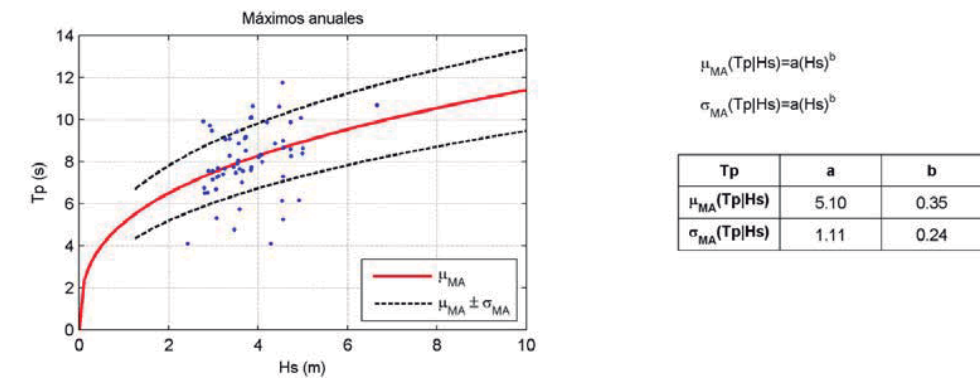 Máximos anuales
14
12
10
8
6
4
2
0
Tp (s)
0 2 4 6 8 10
Hs (m)
μMA
μMA ± σMA
μMA(Tp|Hs)=a(Hs)^b
σMA(Tp|Hs)=a(Hs)^b
Tp a b
μMA(Tp|Hs) 5.10 0.35
σMA(Tp|Hs) 1.11 0.24